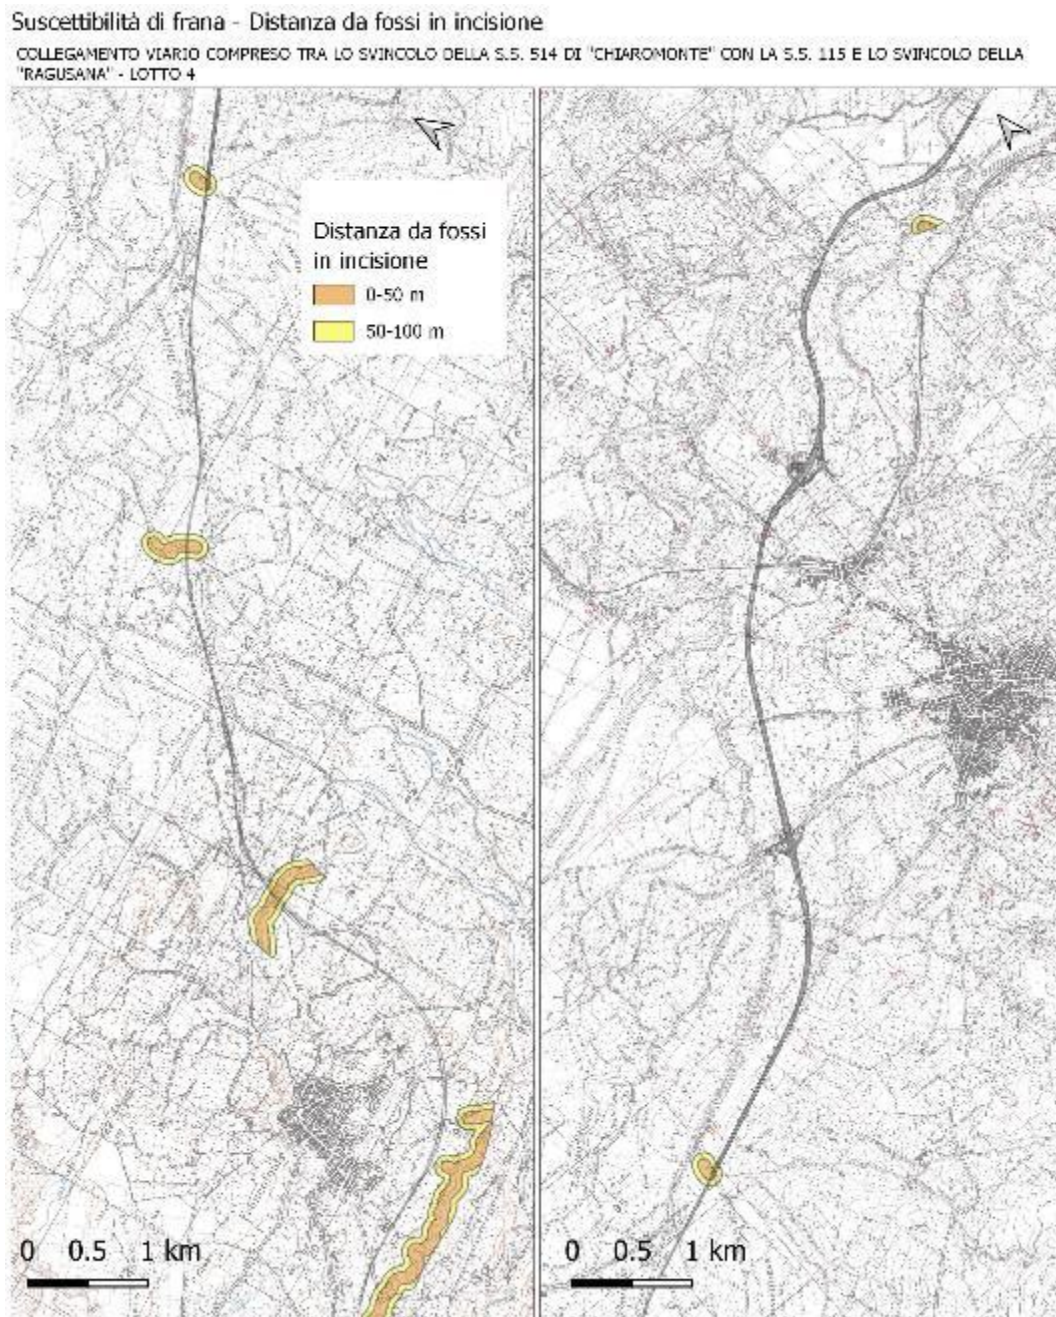 Suscettibilità di frana - Distanza da fossi in incisione
COLLEGAMENTO VIARIO COMPRESO TRA LO SVINCOLO DELLA S.S. 514 DI "CHIAROMONTE" CON LA S.S. 115 E LO SVINCOLO DELLA
"RAGUSANA" - LOTTO 4
Distanza da fossi
in incisione
0-50 m
50-100 m
0 0.5 1 km
0 0.5 1 km